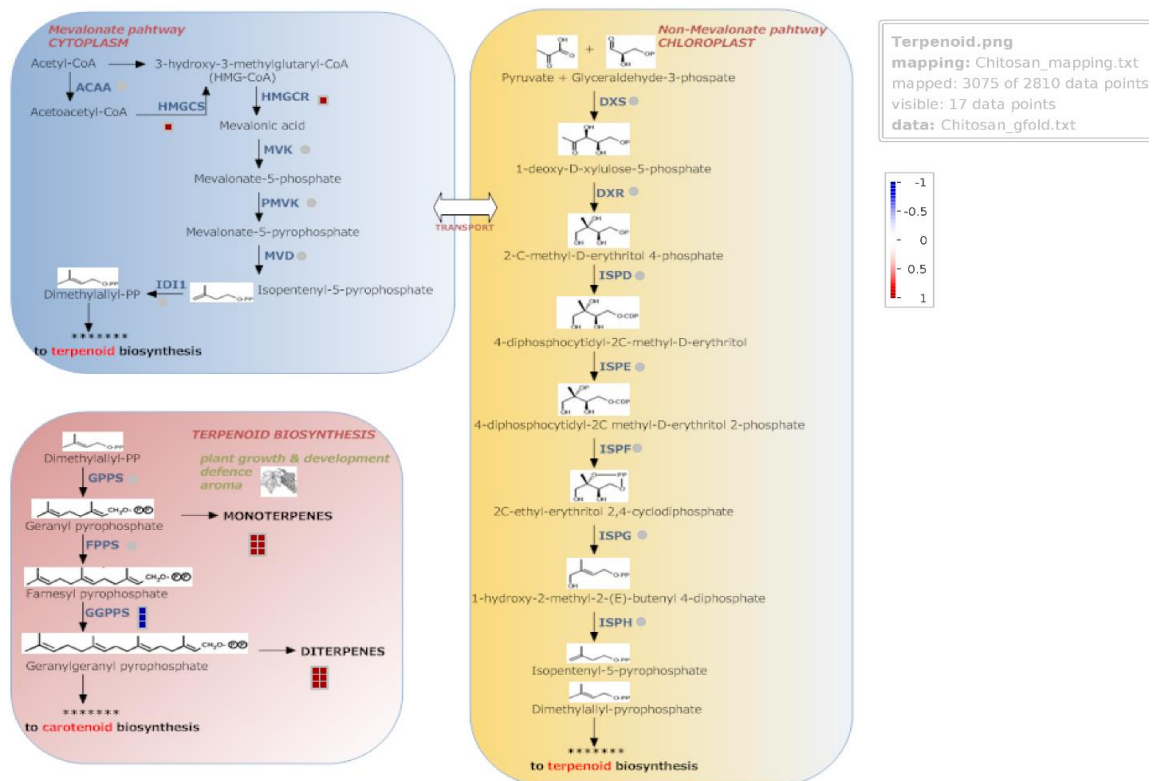 Mevalonate pahtway
CYTOPLASM
Acetyl-CoA
3-hydroxy-3-methylglutaryl-CoA
(HMG-CoA)
ACAA
HMGCS
HMGCR
Acetoacetyl-CoA
Mevalonic acid
MVK
Mevalonate-5-phosphate
PMVK
Mevalonate-5-pyrophosphate
MVD
IDI1
Dimethylallyl-PP
Isopentenyl-5-pyrophosphate
*******
to terpenoid biosynthesis
TRANSPORT
Non-Mevalonate pahtway
CHLOROPLAST
Pyruvate + Glyceraldehyde-3-phospate
DXS
1-deoxy-D-xylulose-5-phosphate
DXR
2-C-methyl-D-erythritol 4-phosphate
ISPD
4-diphosphocytidyl-2C-methyl-D-erythritol
ISPE
4-diphosphocytidyl-2C methyl-D-erythritol 2-phosphate
ISPF
2C-ethyl-erythritol 2,4-cyclodiphosphate
ISPG
1-hydroxy-2-methyl-2-(E)-butenyl 4-diphosphate
ISPH
Isopentenyl-5-pyrophosphate
Dimethylallyl-pyrophosphate
*******
to terpenoid biosynthesis
TERPENOID BIOSYNTHESIS
plant growth & development
defence
aroma
Dimethylallyl-PP
GPPS
Geranyl pyrophosphate
MONOTERPENES
FPPS
Farnesyl pyrophosphate
GGPPS
Geranylgeranyl pyrophosphate
DITERPENES
*******
to carotenoid biosynthesis
Terpenoid.png
mapping: Chitosan_mapping.txt
mapped: 3075 of 2810 data points
visible: 17 data points
data: Chitosan_gfold.txt
-1
-0.5
0
0.5
1